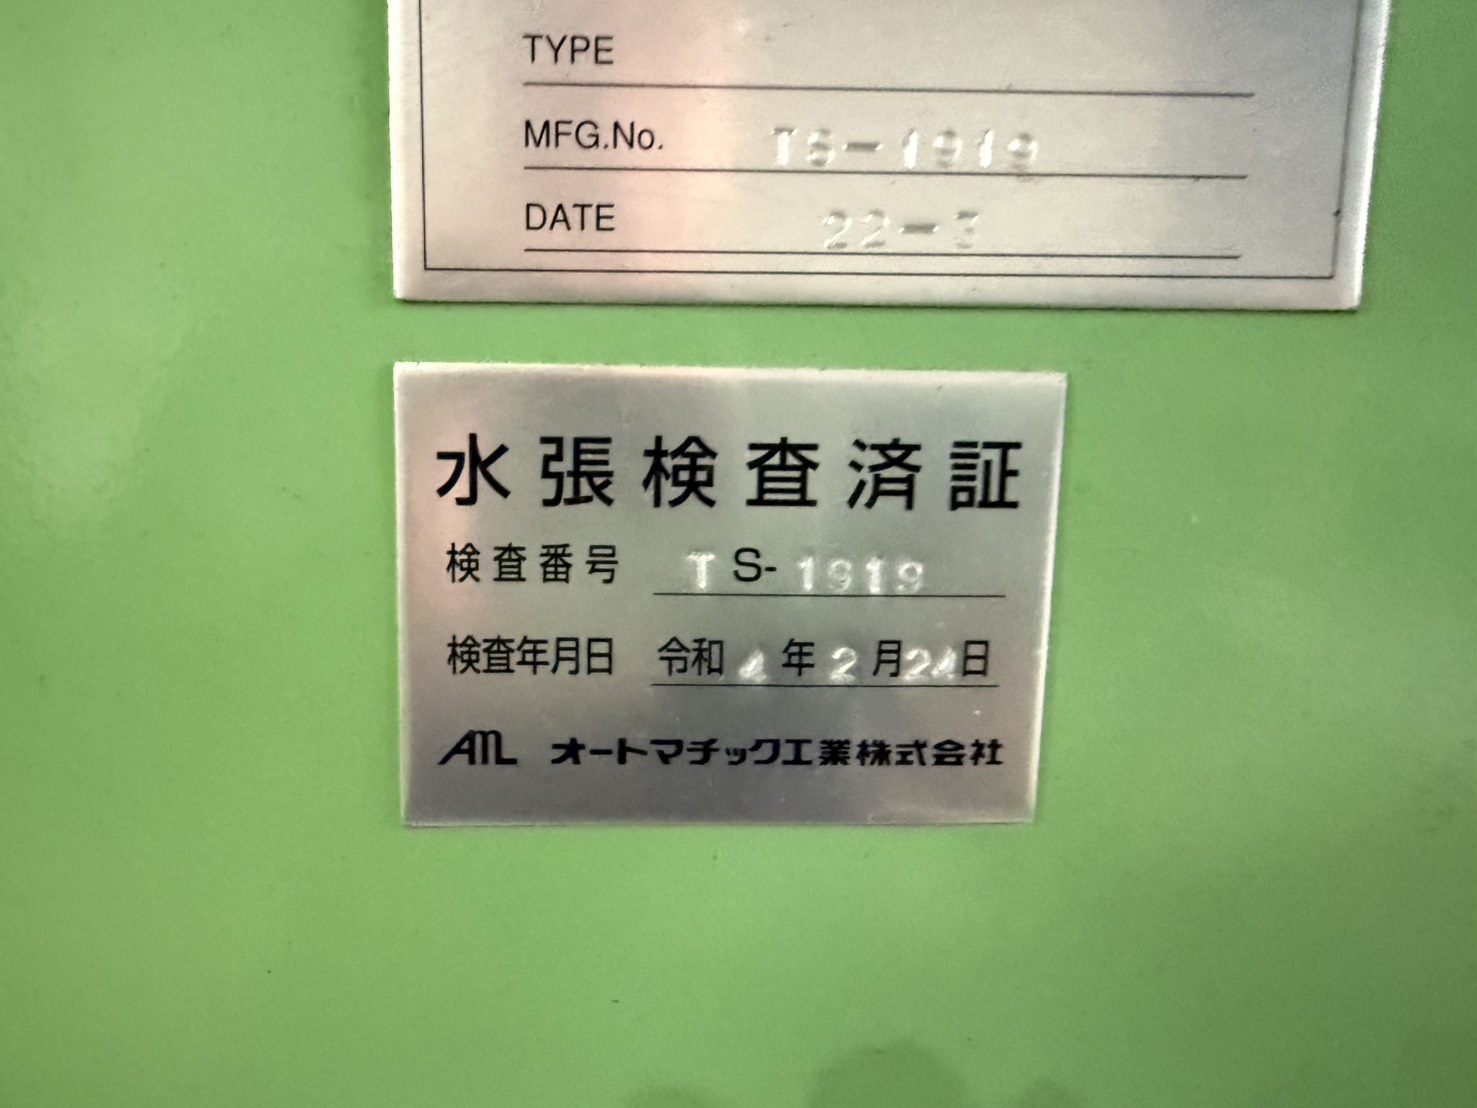 TYPE
MFG.No. TS-1919
DATE 22-3
水張検査済証
検査番号 TS-1919
検査年月日 令和4年2月24日
AML オートマチック工業株式会社